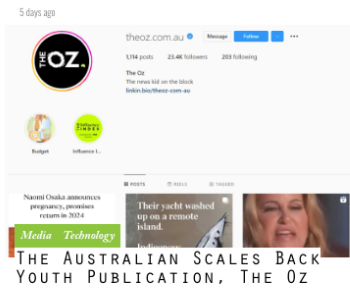 5 days ago
THE OZ.
theoz.com.au
Message
Follow
1,114 posts 23.4K followers 203 following
The Oz
The news kid on the block
linkin.bio/theoz-com-au
INDEX
Budget
Influence I...
POSTS REELS TAGGED
Naomi Osaka announces
pregnancy, promises
return in 2024
Their yacht washed
up on a remote
island.
Indigenous
Media Technology
The Australian Scales Back
Youth Publication, The Oz